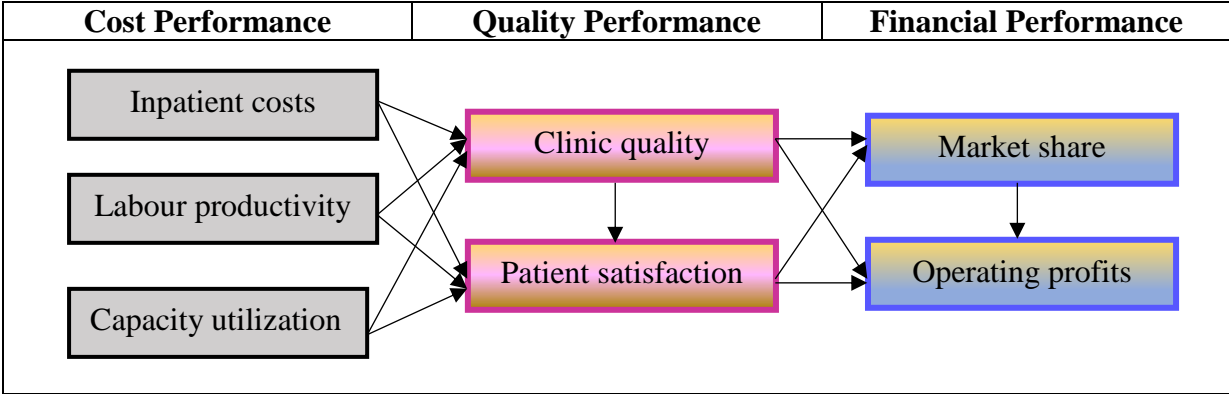 Cost Performance
Quality Performance
Financial Performance
Inpatient costs
Labour productivity
Capacity utilization
Clinic quality
Patient satisfaction
Market share
Operating profits